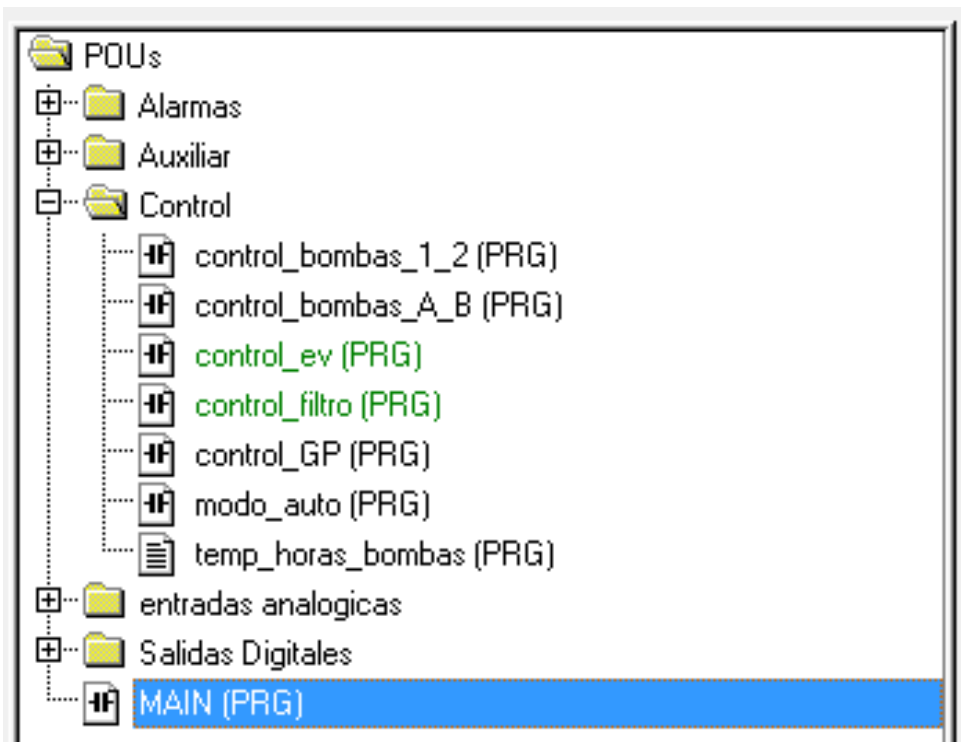 POUs
Alarmas
Auxiliar
Control
control_bombas_1_2 (PRG)
control_bombas_A_B (PRG)
control_ev (PRG)
control_filtro (PRG)
control_GP (PRG)
modo_auto (PRG)
temp_horas_bombas (PRG)
entradas analogicas
Salidas Digitales
MAIN (PRG)